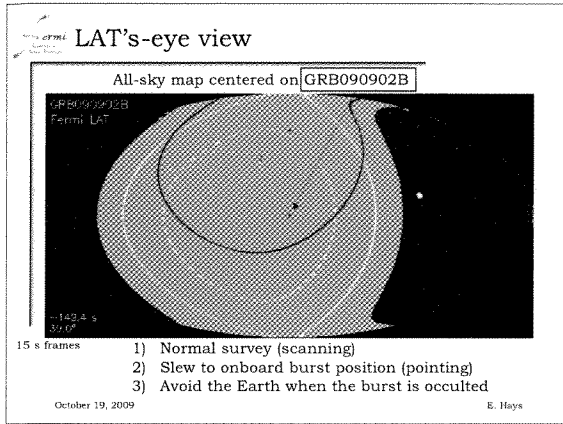 Fermi
LAT's-eye view
All-sky map centered on GRB090902B
GRB090902B
Fermi LAT
-143.4 s
30.0°
15 s frames
1) Normal survey (scanning)
2) Slew to onboard burst position (pointing)
3) Avoid the Earth when the burst is occulted
October 19, 2009
E. Hays